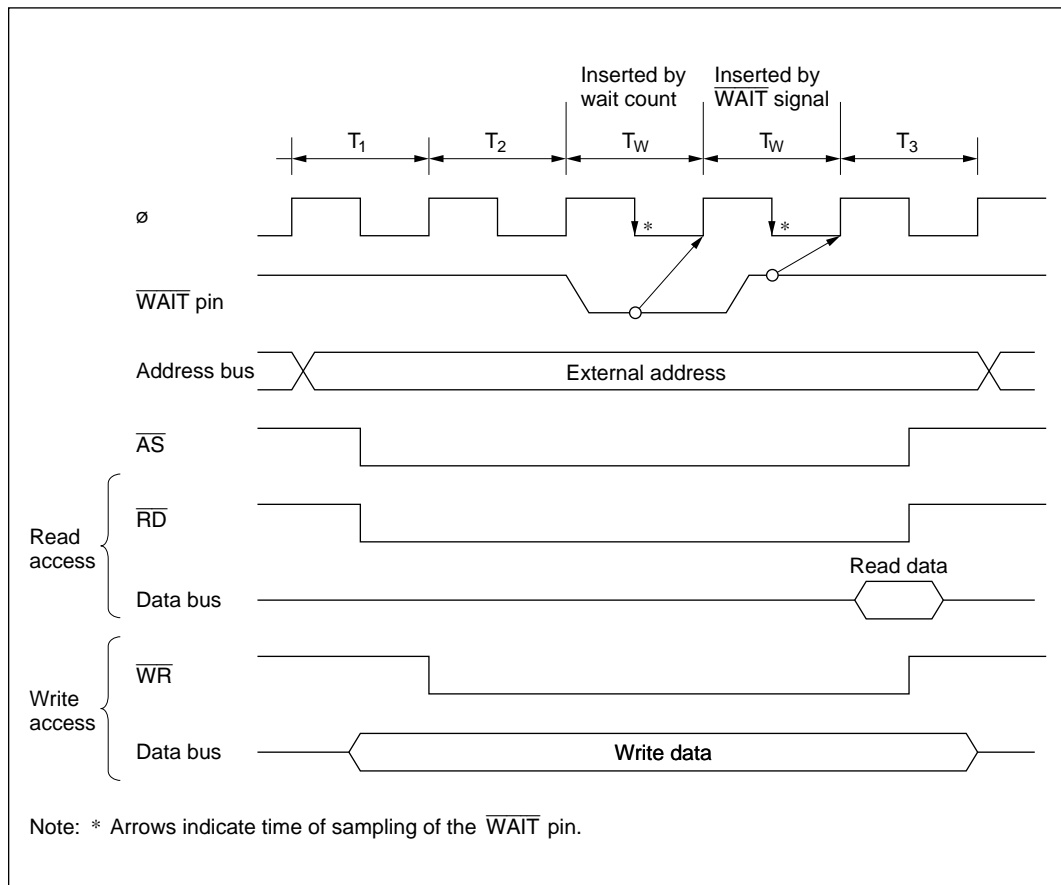 Inserted by
wait count
Inserted by
WAIT signal
T1 T2 TW TW T3
ø
*
*
WAIT pin
Address bus
External address
AS
Read
access
RD
Read data
Data bus
Write
access
WR
Data bus
Write data
Note: * Arrows indicate time of sampling of the WAIT pin.